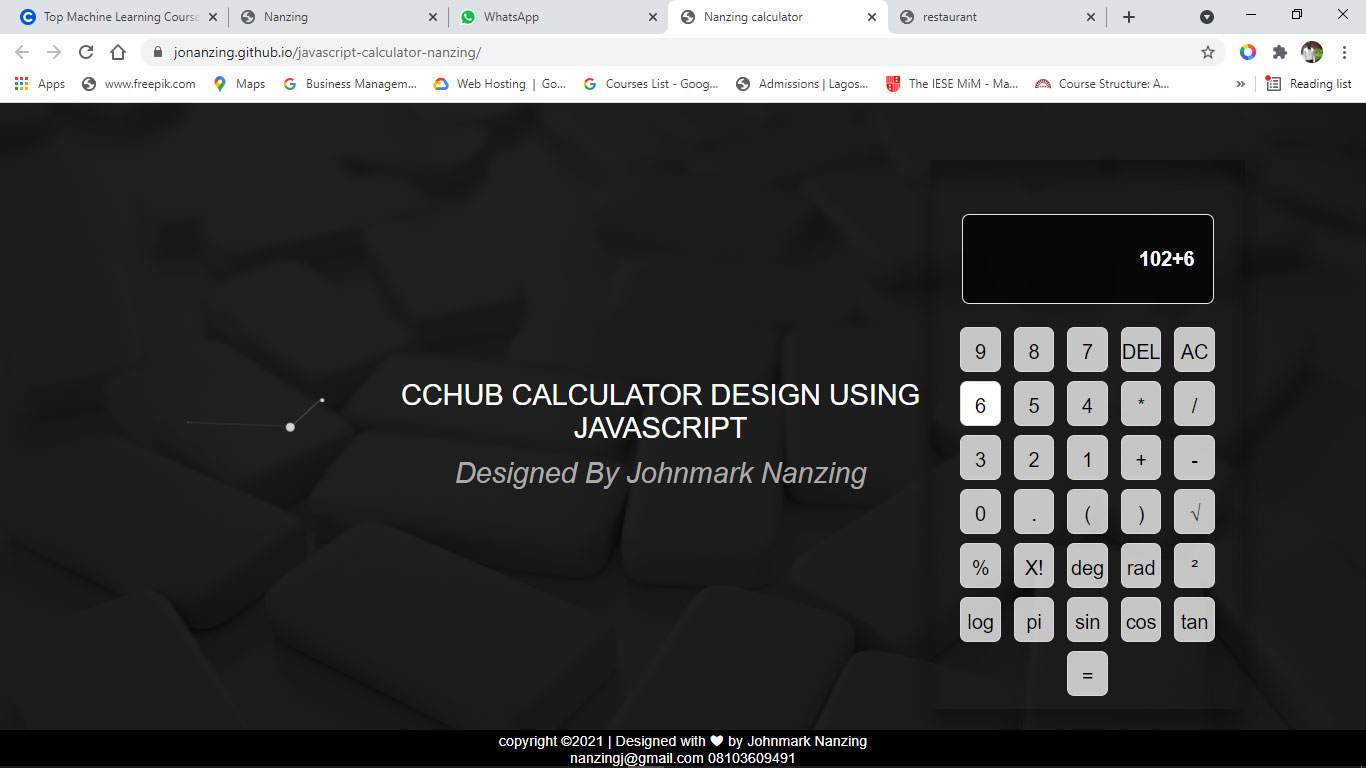 Top Machine Learning Course
Nanzing
WhatsApp
Nanzing calculator
restaurant
jonanzing.github.io/javascript-calculator-nanzing/
Apps
www.freepik.com
Maps
Business Managem...
Web Hosting | Go...
Courses List - Goog...
Admissions | Lagos...
The IESE MiM - Ma...
Course Structure: A...
»
Reading list
102+6
9 8 7 DEL AC
6 5 4 * /
3 2 1 + -
0 . ( ) √
% X! deg rad ²
log pi sin cos tan
=
CCHUB CALCULATOR DESIGN USING
JAVASCRIPT
Designed By Johnmark Nanzing
copyright ©2021 | Designed with ❤ by Johnmark Nanzing
nanzingj@gmail.com 08103609491